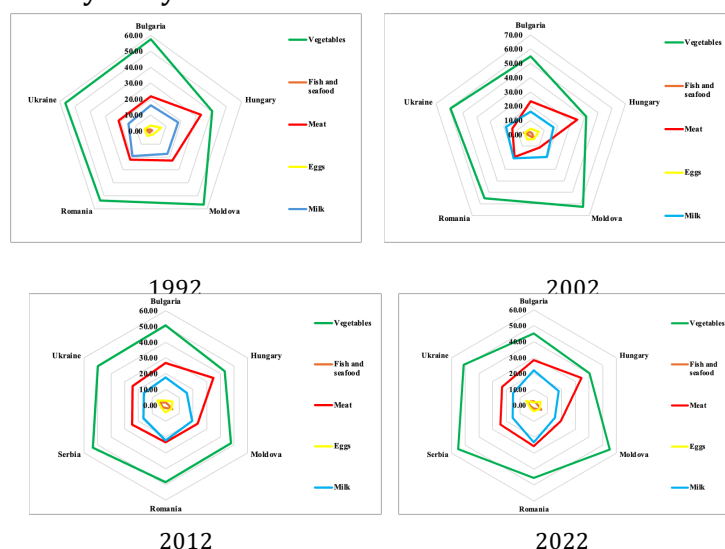 Bulgaria
60.00
50.00
40.00
30.00
20.00
10.00
0.00
Hungary
Moldova
Romania
Ukraine
Vegetables
Fish and
seafood
Meat
Eggs
Milk
1992
Bulgaria
70.00
60.00
50.00
40.00
30.00
20.00
10.00
0.00
Hungary
Moldova
Romania
Ukraine
Vegetables
Fish and
seafood
Meat
Eggs
Milk
2002
Bulgaria
60.00
50.00
40.00
30.00
20.00
10.00
0.00
Hungary
Moldova
Romania
Serbia
Ukraine
Vegetables
Fish and
seafood
Meat
Eggs
Milk
2012
Bulgaria
60.00
50.00
40.00
30.00
20.00
10.00
0.00
Hungary
Moldova
Romania
Serbia
Ukraine
Vegetables
Fish and
seafood
Meat
Eggs
Milk
2022